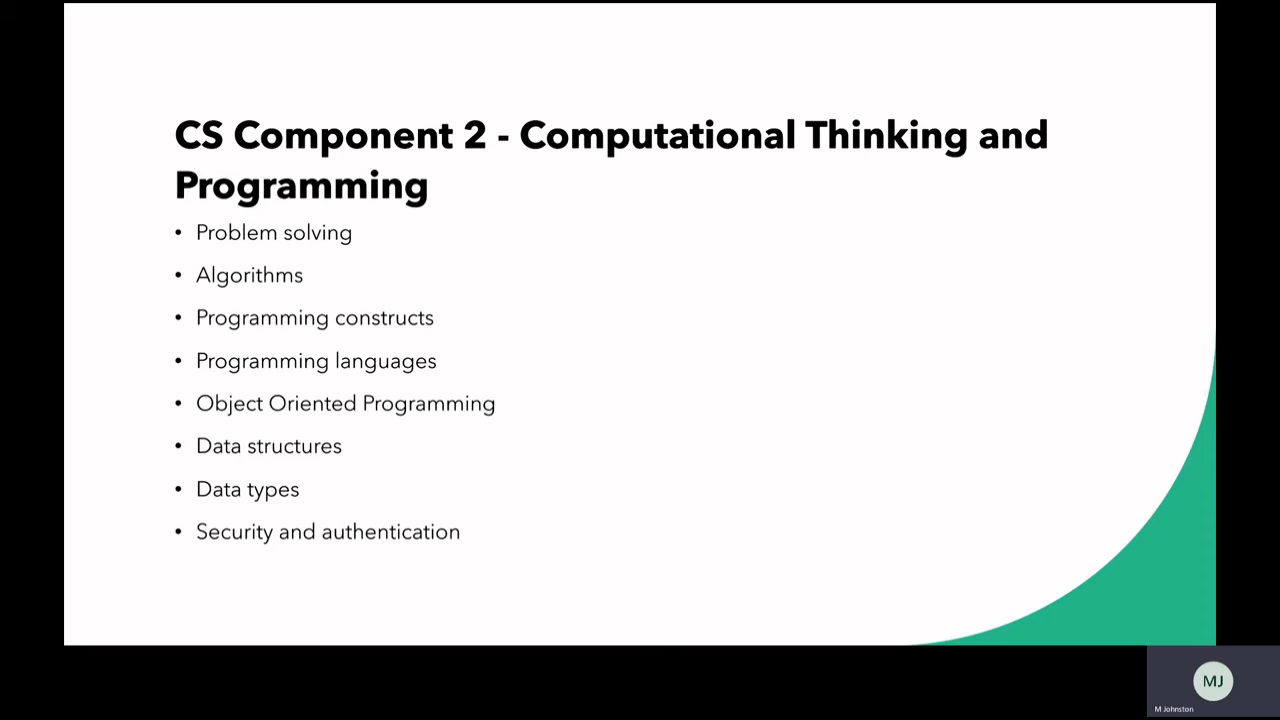 CS Component 2 - Computational Thinking and
Programming
• Problem solving
• Algorithms
• Programming constructs
• Programming languages
• Object Oriented Programming
• Data structures
• Data types
• Security and authentication
MJ
M Johnston